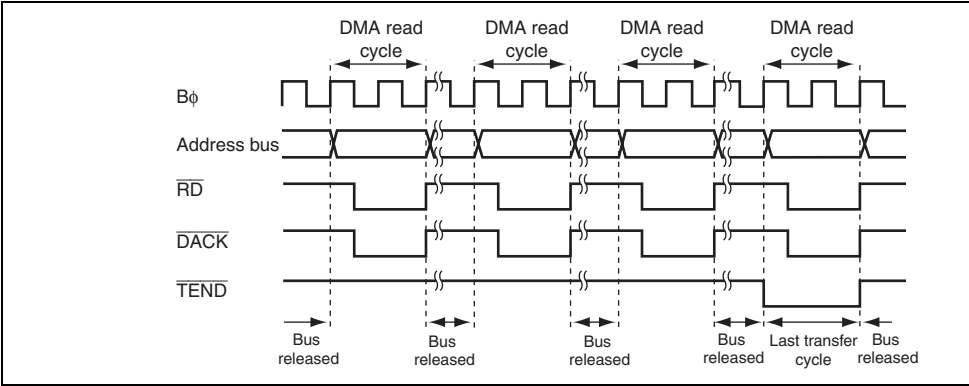 DMA read cycle
DMA read cycle
DMA read cycle
DMA read cycle
Bφ
Address bus
RD
DACK
TEND
Bus released
Bus released
Bus released
Bus released
Last transfer cycle
Bus released